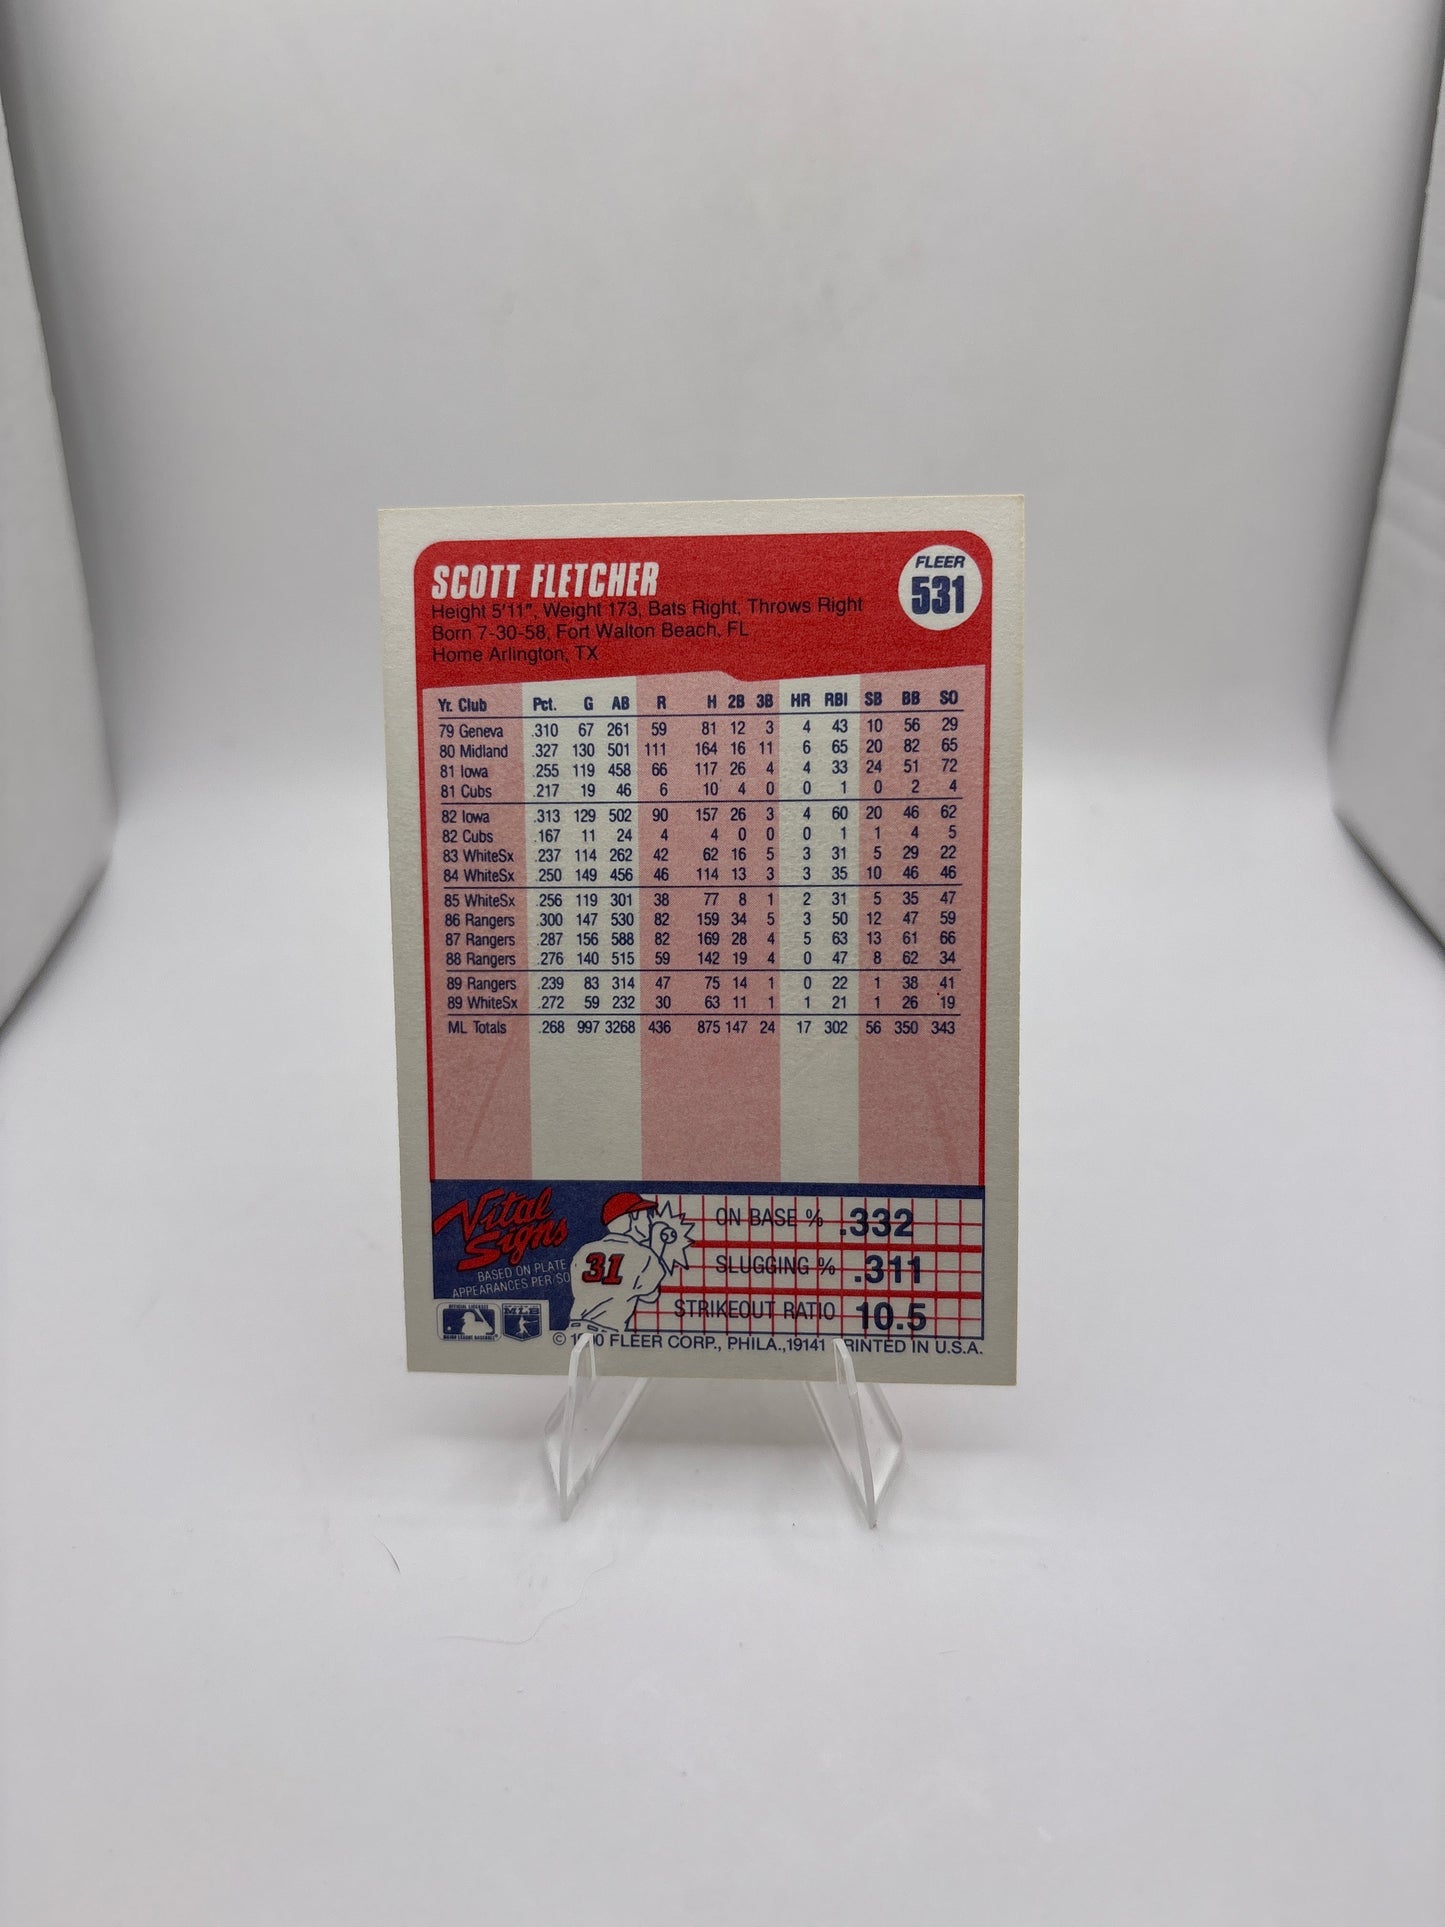 SCOTT FLETCHER
FLEER
531
Height 5'11", Weight 173, Bats Right, Throws Right
Born 7-30-58, Fort Walton Beach, FL
Home Arlington, TX
Yr. Club Pct. G AB R H 2B 3B HR RBI SB BB SO
79 Geneva .310 67 261 59 81 12 3 4 43 10 56 29
80 Midland .327 130 501 111 164 16 11 6 65 20 82 65
81 Iowa .255 119 458 66 117 26 4 4 33 24 51 72
81 Cubs .217 19 46 6 10 4 0 0 1 0 2 4
82 Iowa .313 129 502 90 157 26 3 4 60 20 46 62
82 Cubs .167 11 24 4 4 0 0 0 1 1 4 5
83 WhiteSx .237 114 262 42 62 16 5 3 31 5 29 22
84 WhiteSx .250 149 456 46 114 13 3 3 35 10 46 46
85 WhiteSx .256 119 301 38 77 8 1 2 31 5 35 47
86 Rangers .300 147 530 82 159 34 5 3 50 12 47 59
87 Rangers .287 156 588 82 169 28 4 5 63 13 61 66
88 Rangers .276 140 515 59 142 19 4 0 47 8 62 34
89 Rangers .239 83 314 47 75 14 1 0 22 1 38 41
89 WhiteSx .272 59 232 30 63 11 1 1 21 1 26 19
ML Totals .268 997 3268 436 875 147 24 17 302 56 350 343
Vital
Signs
BASED ON PLATE
APPEARANCES PER/SO
31
ON BASE % .332
SLUGGING % .311
STRIKEOUT RATIO 10.5
MLB
FLEER CORP., PHILA., 19141 PRINTED IN U.S.A.